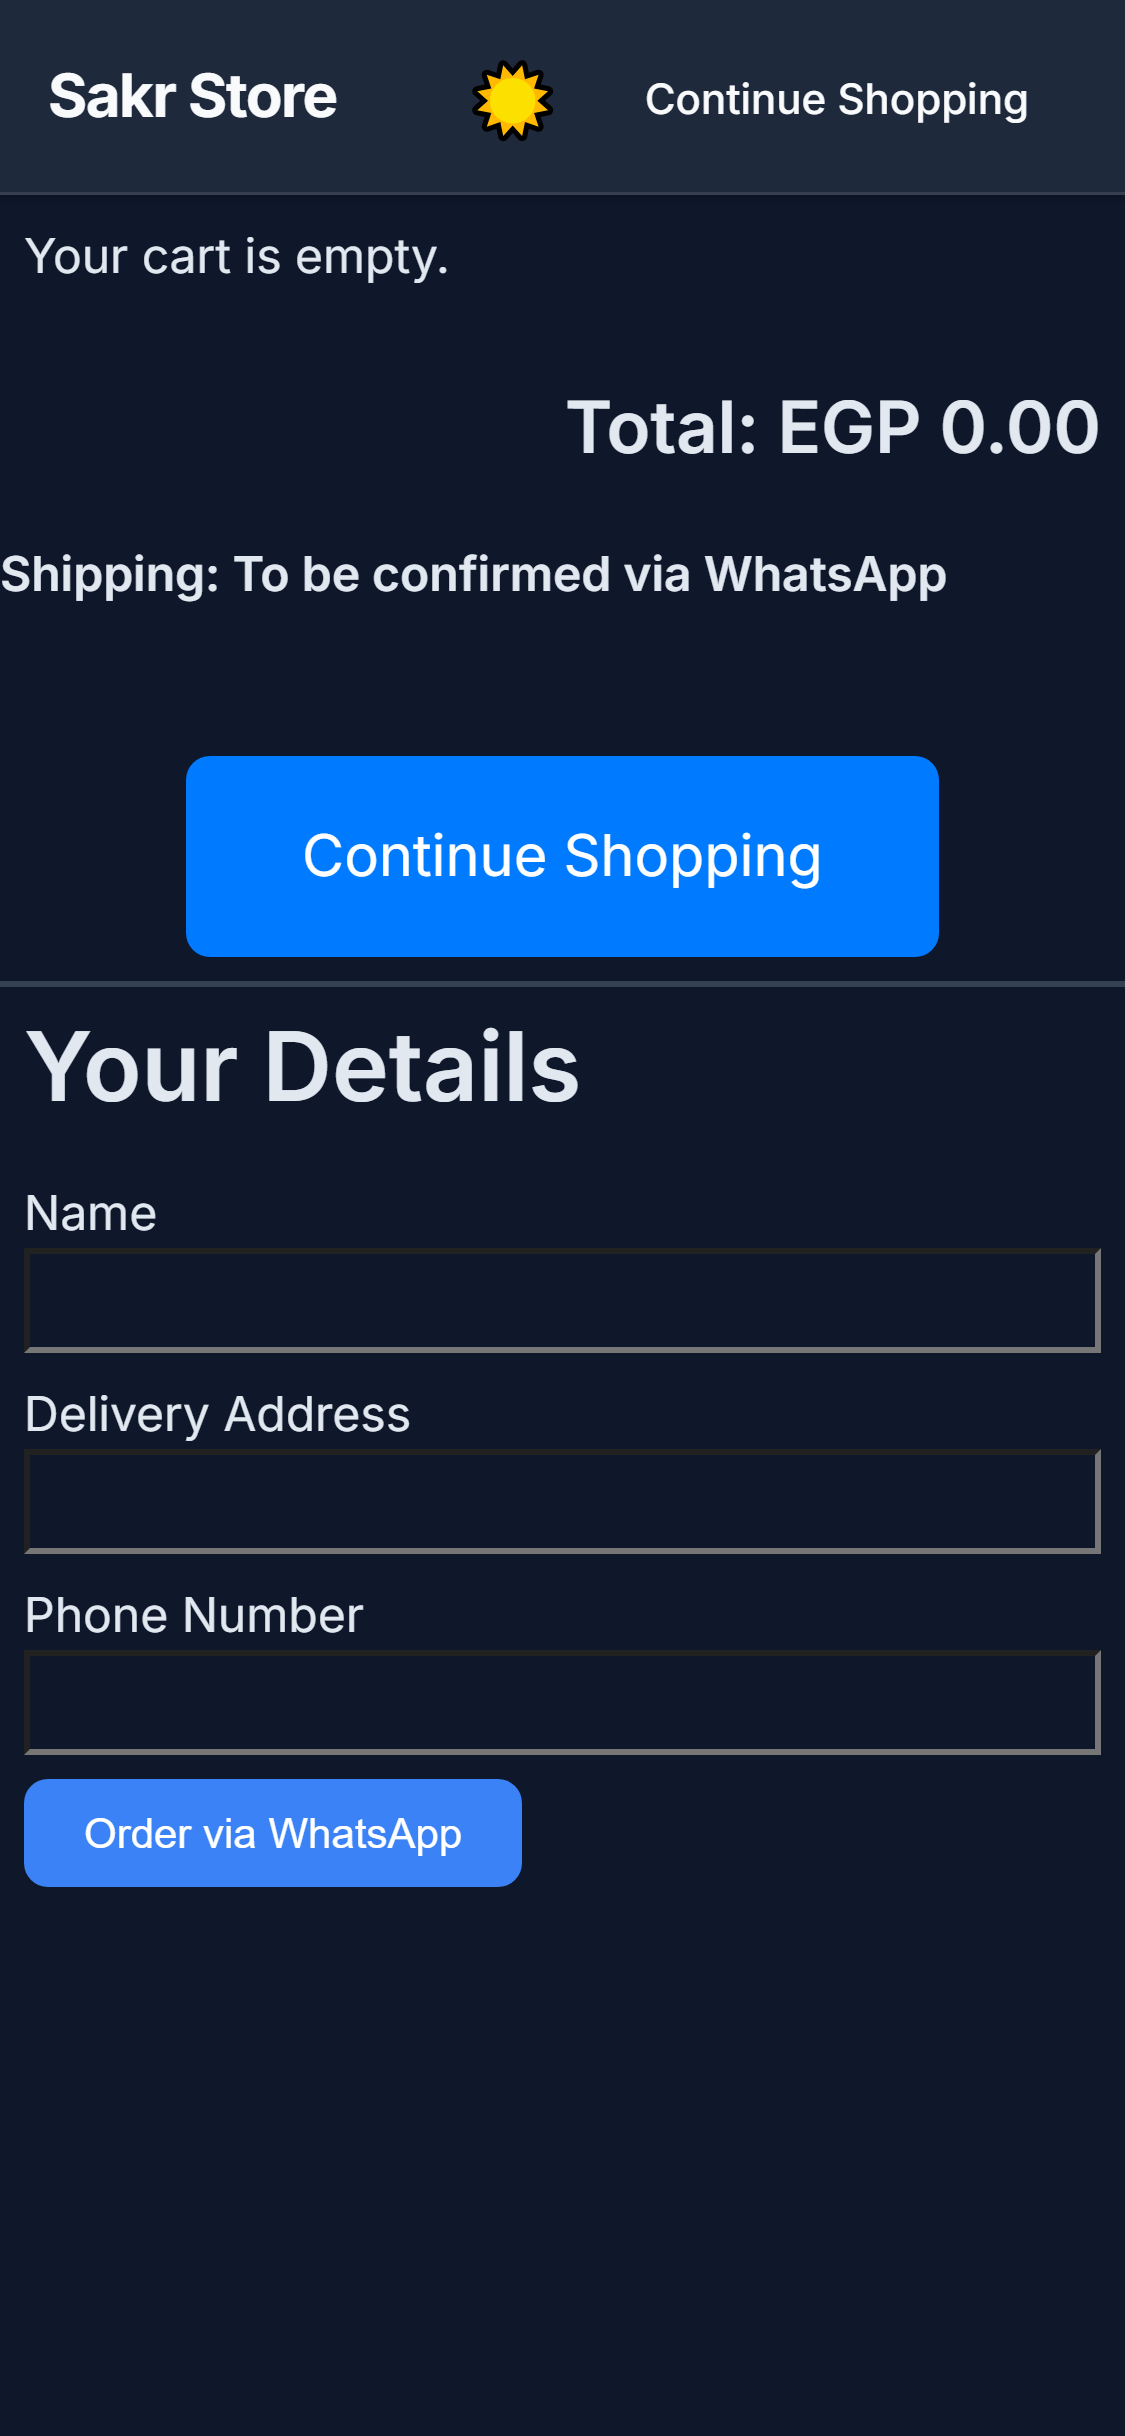 Sakr Store
Continue Shopping
Your cart is empty.
Total: EGP 0.00
Shipping: To be confirmed via WhatsApp
Continue Shopping
Your Details
Name
Delivery Address
Phone Number
Order via WhatsApp